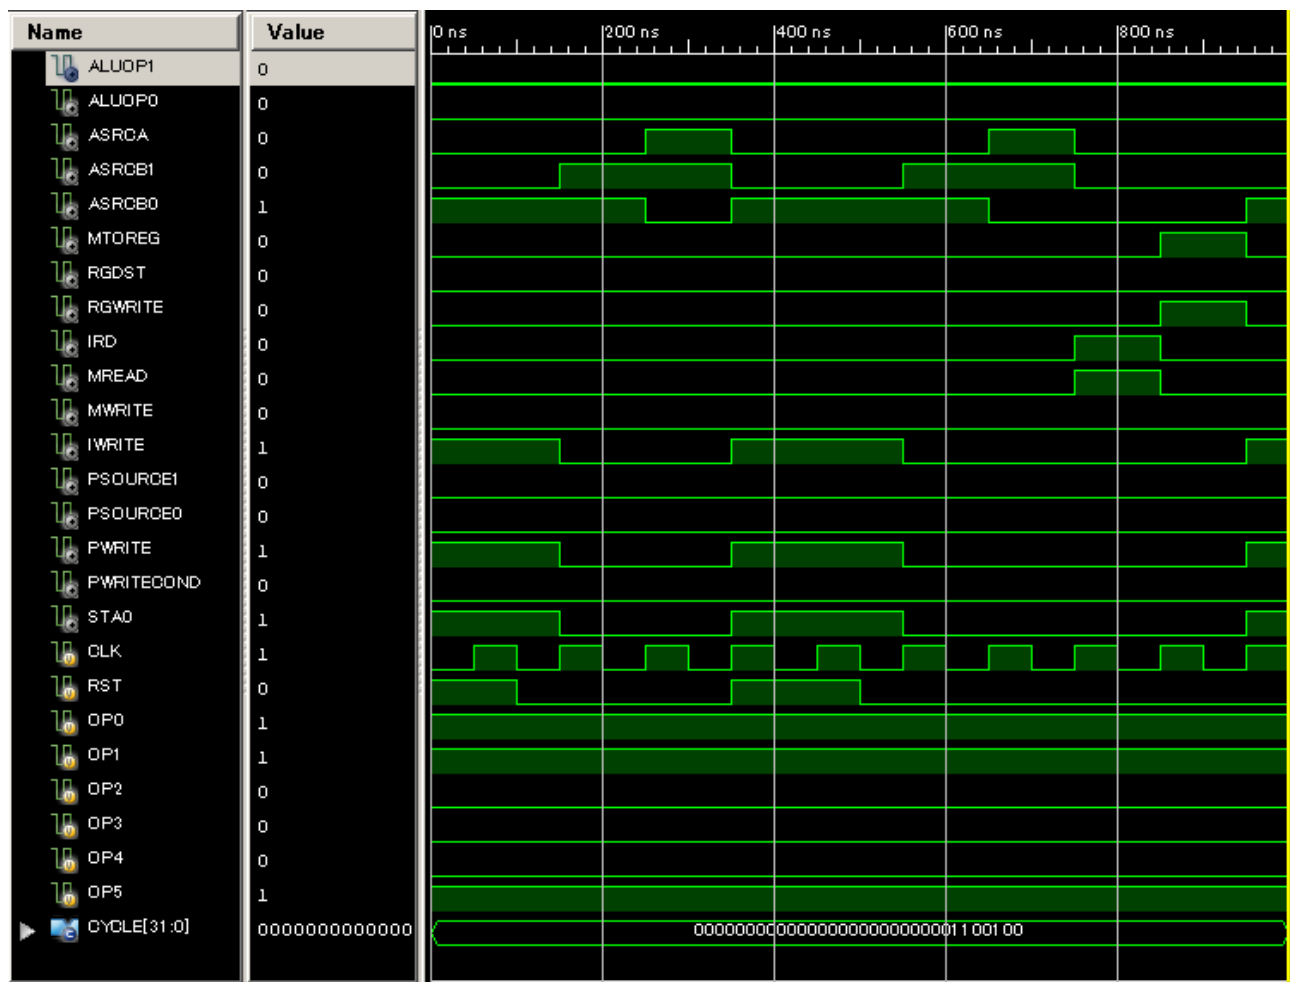 Name Value 0 ns 200 ns 400 ns 600 ns 800 ns
ALUOP1 0
ALUOP0 0
ASRCA 0
ASRCB1 0
ASRCB0 1
MTOREG 0
RGDST 0
RGWRITE 0
IRD 0
MREAD 0
MWRITE 0
IWRITE 1
PSOURCE1 0
PSOURCE0 0
PWRITE 1
PWRITECOND 0
STA0 1
CLK 1
RST 0
OP0 1
OP1 1
OP2 0
OP3 0
OP4 0
OP5 1
CYCLE[31:0] 0000000000000 00000000000000000000000001100100